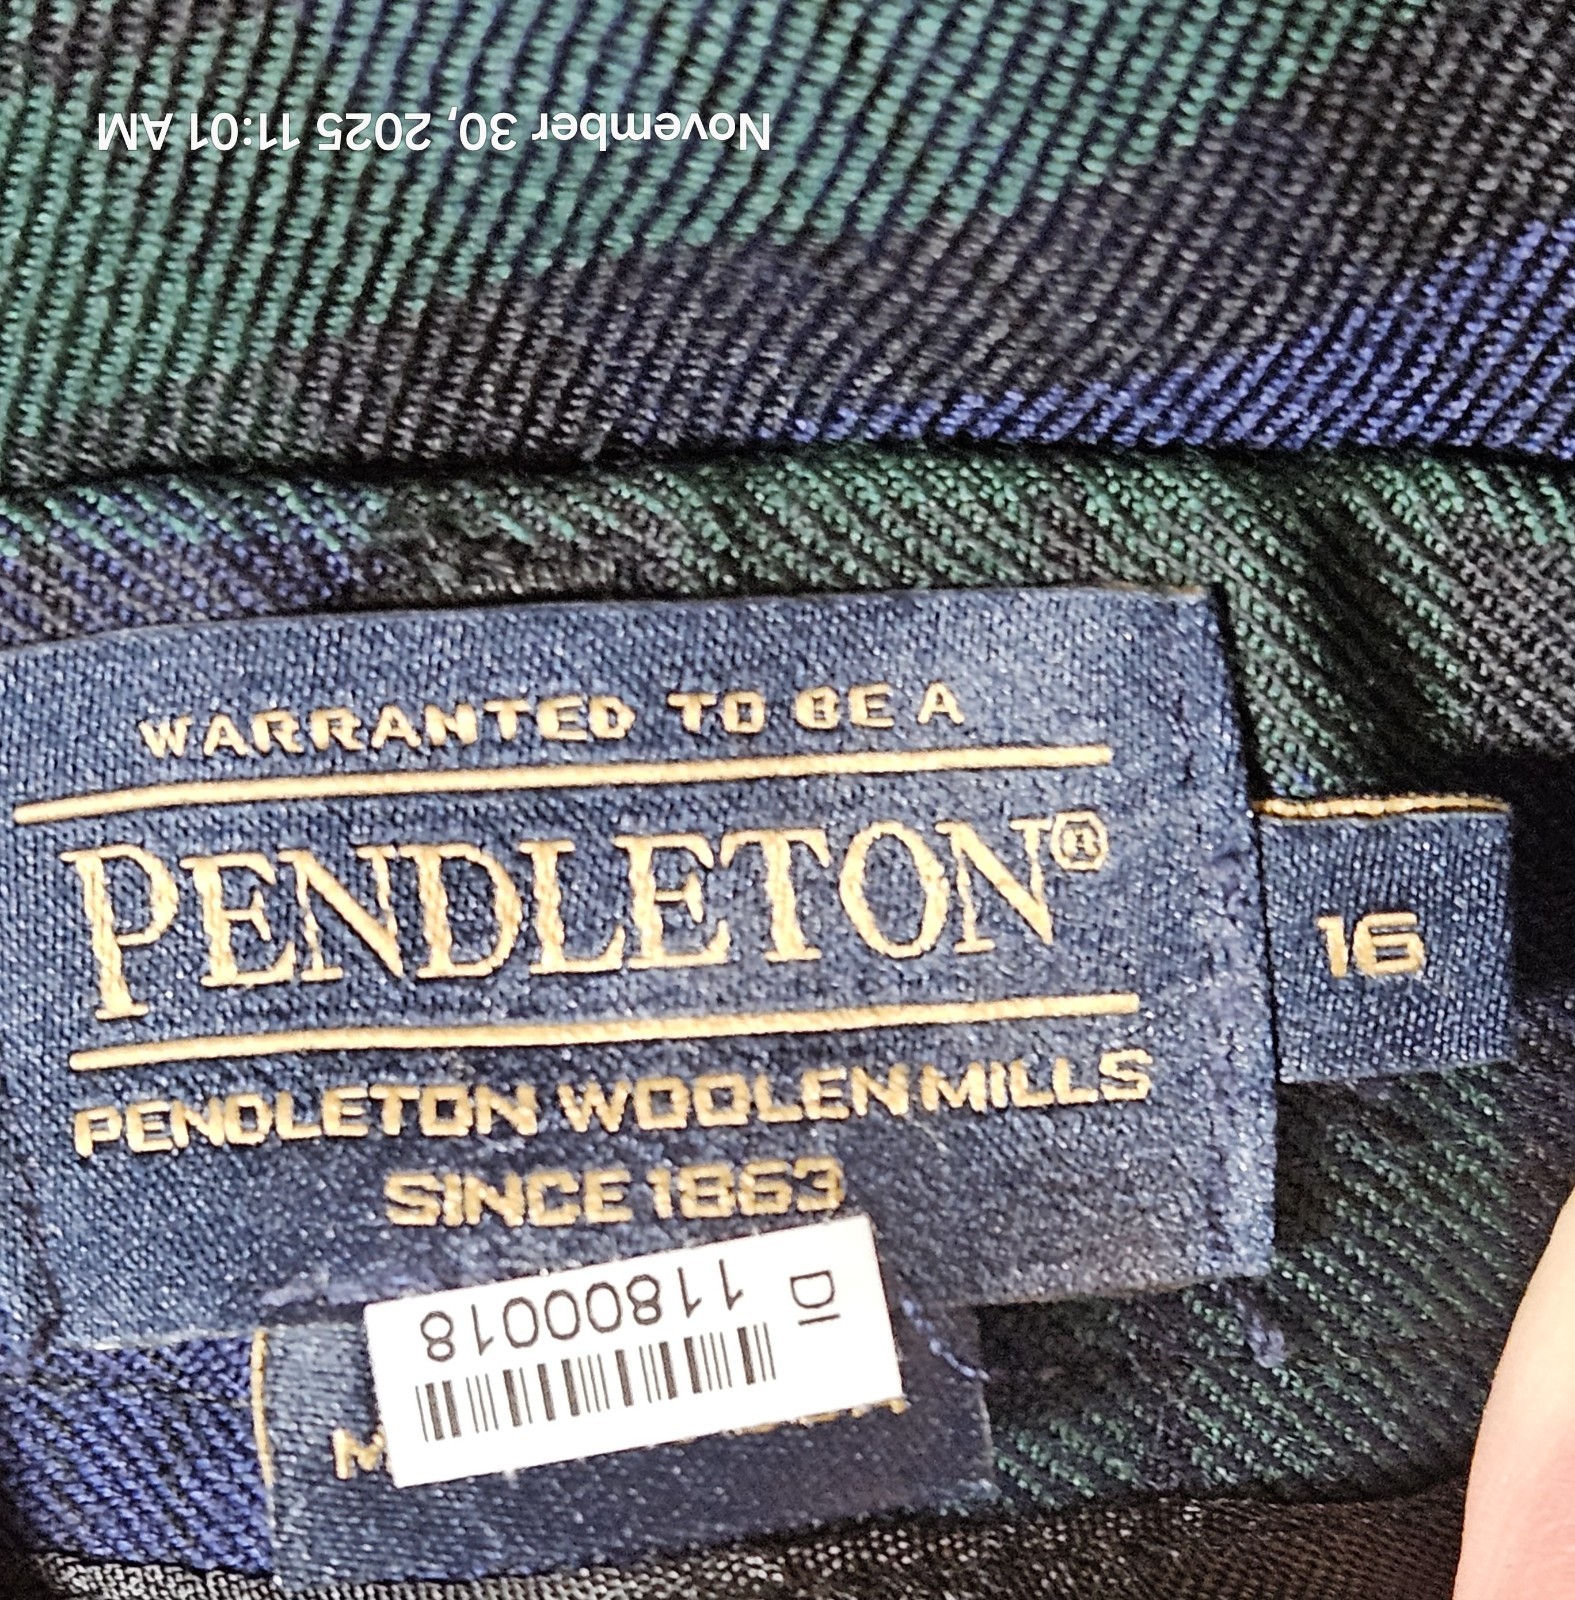 November 30, 2025 11:01 AM
WARRANTED TO BE A
PENDLETON®
16
PENDLETON WOOLEN MILLS
SINCE 1863
DI
11800018